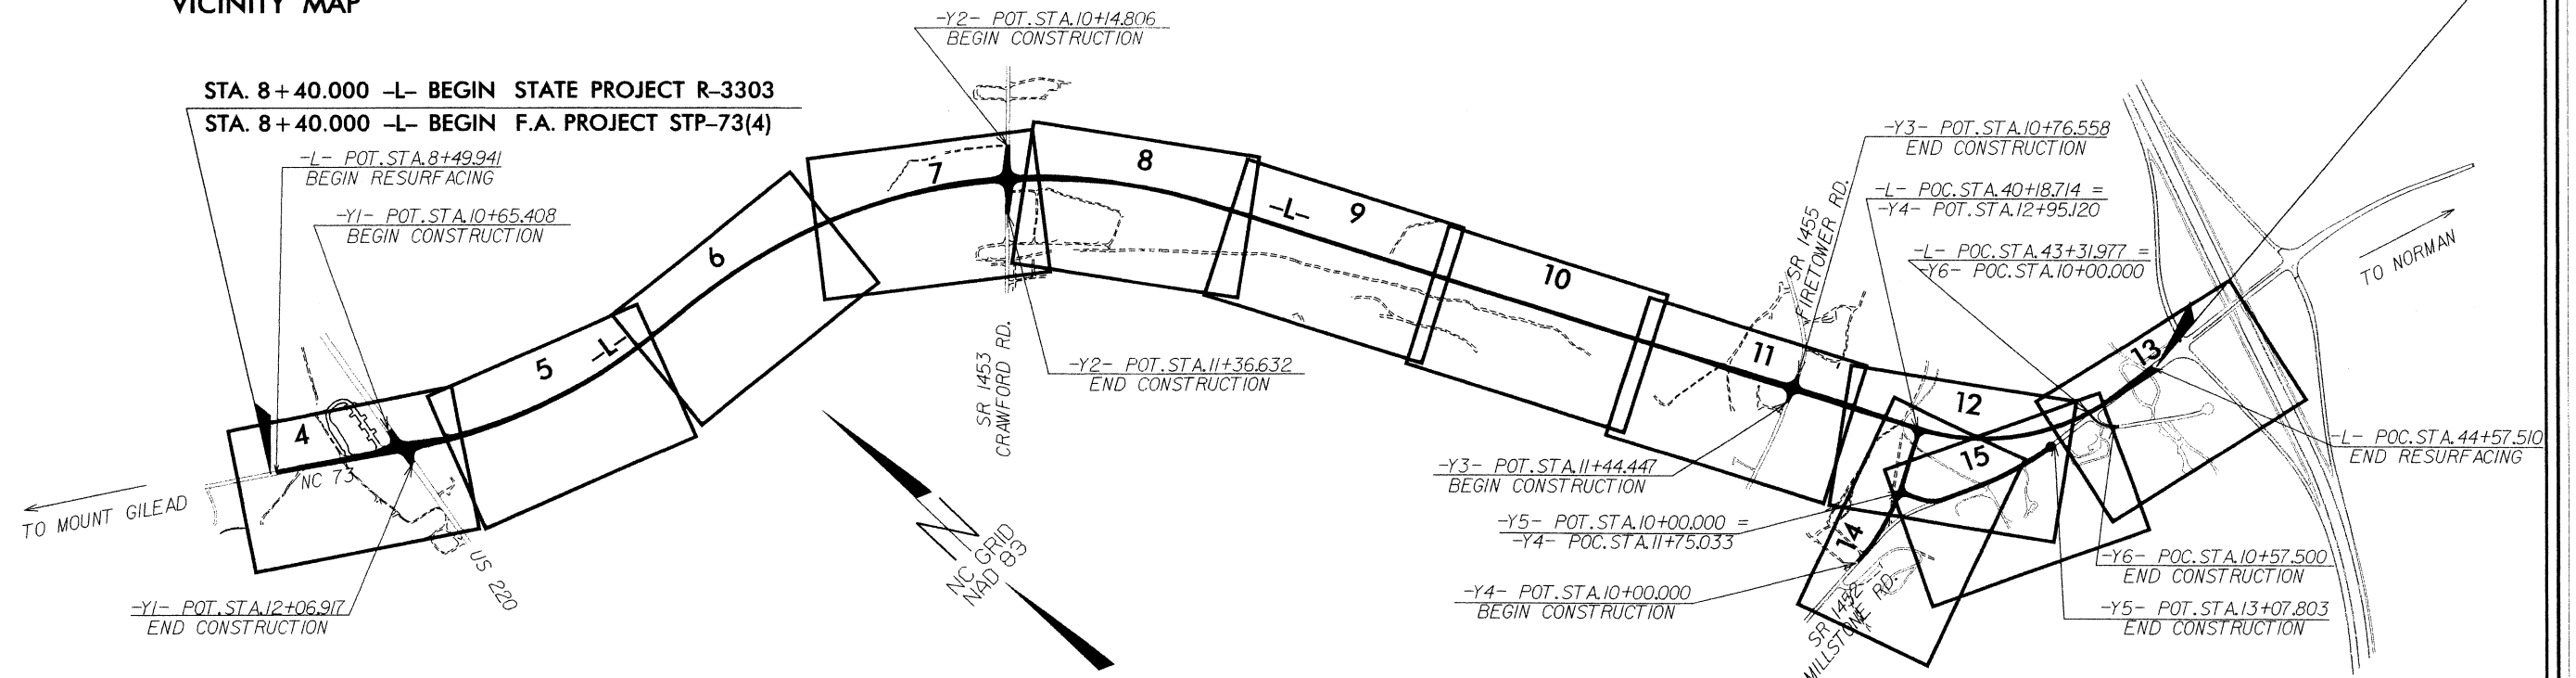 VICINITY MAP
-Y2- POT.STA.10+14.806
BEGIN CONSTRUCTION
STA. 8+40.000 -L- BEGIN STATE PROJECT R-3303
STA. 8+40.000 -L- BEGIN F.A. PROJECT STP-73(4)
-L- POT.STA.8+49.941
BEGIN RESURFACING
-Y1- POT.STA.10+65.408
BEGIN CONSTRUCTION
-Y3- POT.STA.10+76.558
END CONSTRUCTION
-L- POC.STA.40+18.714 =
-Y4- POT.STA.12+95.120
-L- POC.STA.43+31.977 =
-Y6- POC.STA.10+00.000
TO NORMAN
SR 1455
FIRETOWER RD.
4
5
-L-
6
7
8
-L-
9
10
11
12
13
14
15
NC 73
TO MOUNT GILEAD
US 220
-Y1- POT.STA.12+06.917
END CONSTRUCTION
SR 1453
CRAWFORD RD.
-Y2- POT.STA.11+36.632
END CONSTRUCTION
N
NC GRID
NAD 83
-Y3- POT.STA.11+44.447
BEGIN CONSTRUCTION
-Y5- POT.STA.10+00.000 =
-Y4- POC.STA.11+75.033
-Y4- POT.STA.10+00.000
BEGIN CONSTRUCTION
SR 1452
MILLSTONE RD.
-L- POC.STA.44+57.510
END RESURFACING
-Y6- POC.STA.10+57.500
END CONSTRUCTION
-Y5- POT.STA.13+07.803
END CONSTRUCTION